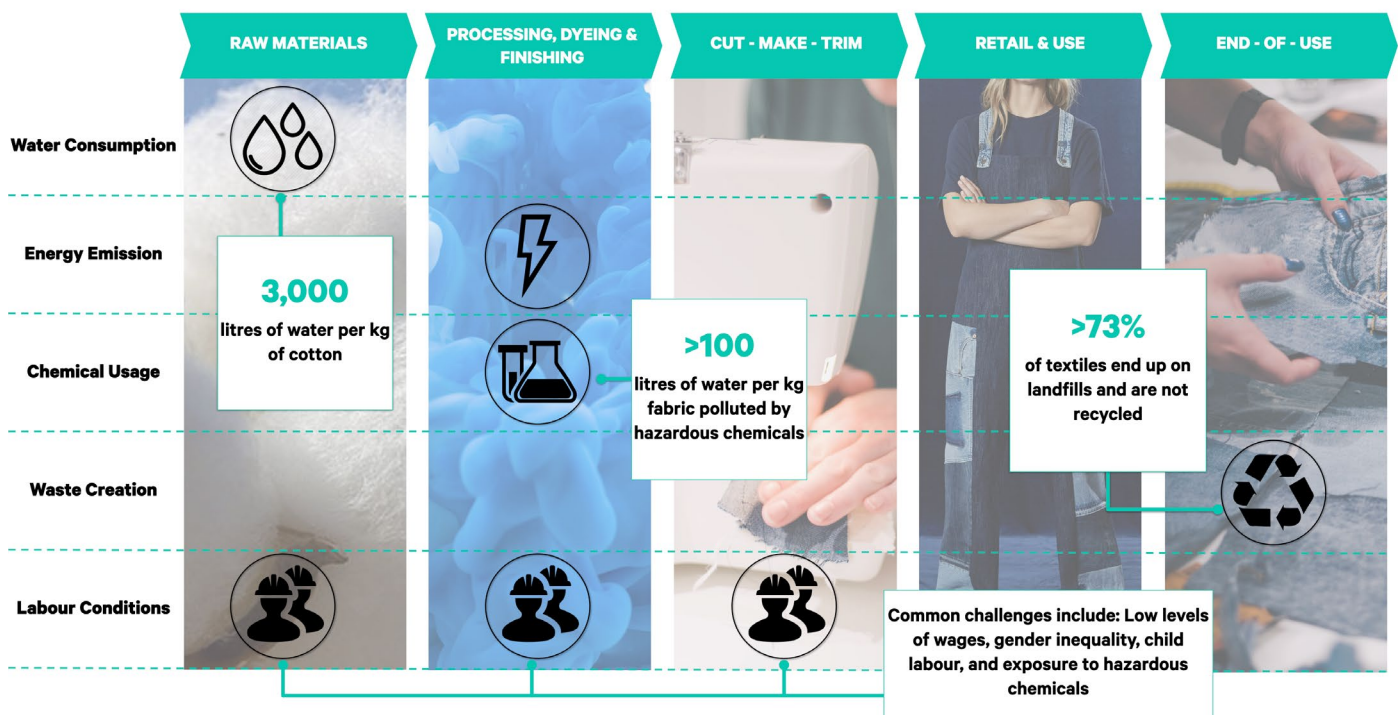 RAW MATERIALS
PROCESSING, DYEING &
FINISHING
CUT - MAKE - TRIM
RETAIL & USE
END - OF - USE
Water Consumption
Energy Emission
Chemical Usage
Waste Creation
Labour Conditions
3,000
litres of water per kg
of cotton
>100
litres of water per kg
fabric polluted by
hazardous chemicals
>73%
of textiles end up on
landfills and are not
recycled
Common challenges include: Low levels
of wages, gender inequality, child
labour, and exposure to hazardous
chemicals